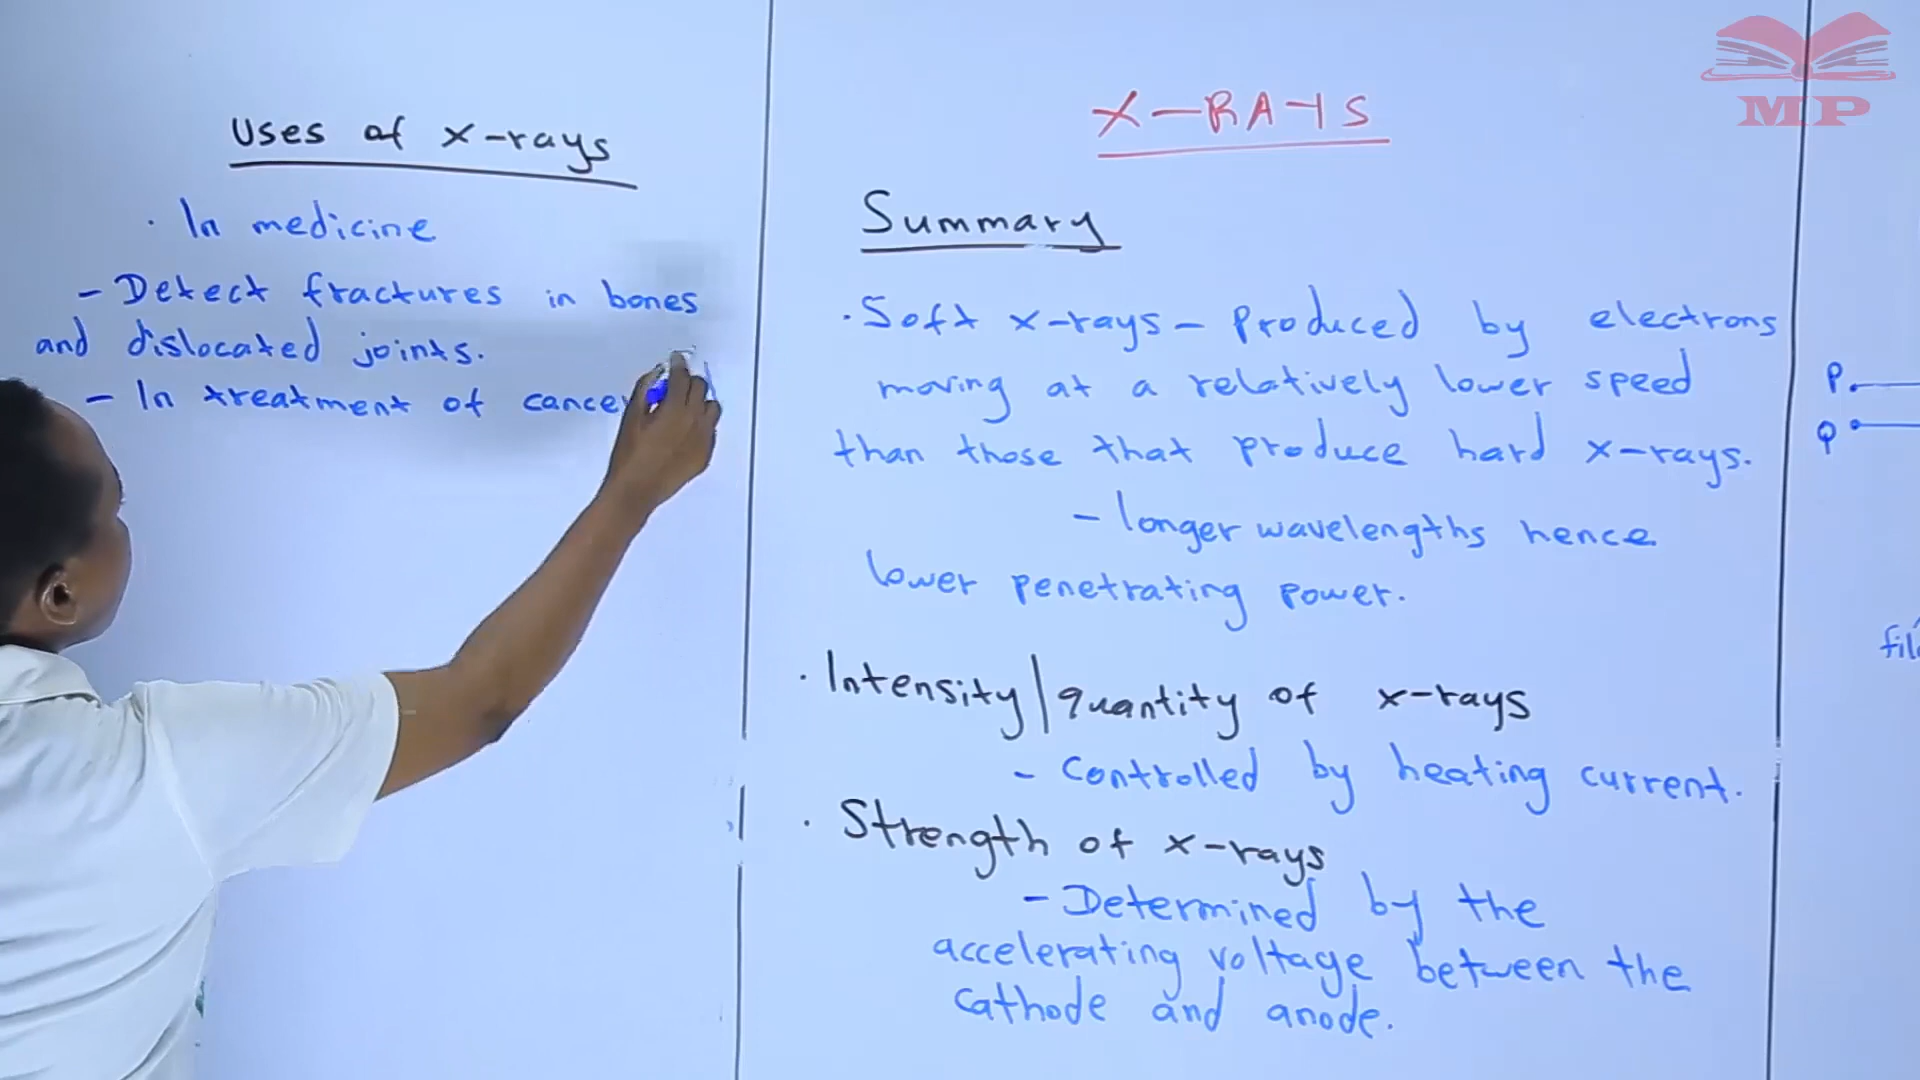 Uses of x-rays
· In medicine
- Detect fractures in bones
and dislocated joints.
- In treatment of cancer
X-RAYS
Summary
· Soft x-rays - Produced by electrons
moving at a relatively lower speed
than those that produce hard x-rays.
- longer wavelengths hence
lower penetrating power.
· Intensity/quantity of x-rays
- Controlled by heating current.
· Strength of x-rays
- Determined by the
accelerating voltage between the
cathode and anode.
P
Q
MP